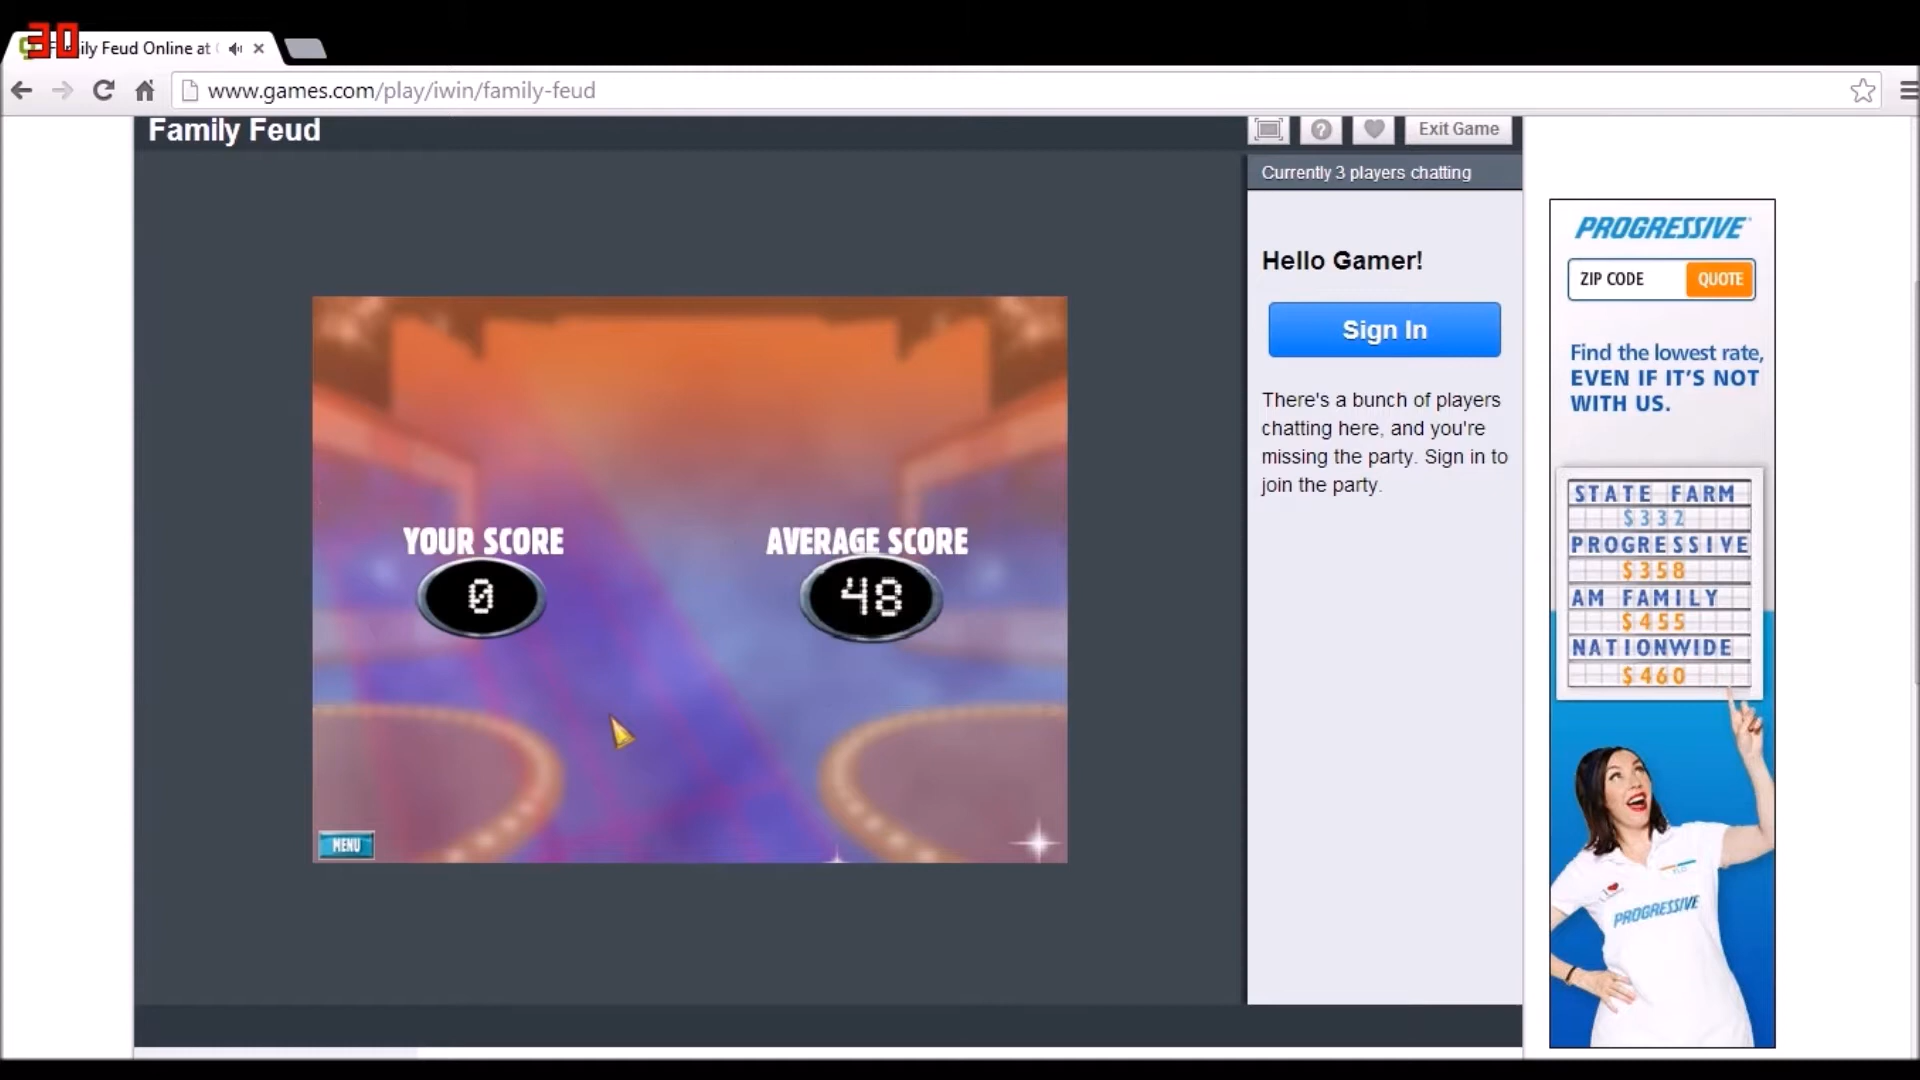 30
ily Feud Online at
www.games.com/play/iwin/family-feud
Family Feud
Exit Game
Currently 3 players chatting
Hello Gamer!
Sign In
There's a bunch of players
chatting here, and you're
missing the party. Sign in to
join the party.
YOUR SCORE
0
AVERAGE SCORE
48
MENU
PROGRESSIVE
ZIP CODE
QUOTE
Find the lowest rate,
EVEN IF IT'S NOT
WITH US.
STATE FARM
$332
PROGRESSIVE
$358
AM FAMILY
$455
NATIONWIDE
$460
PROGRESSIVE